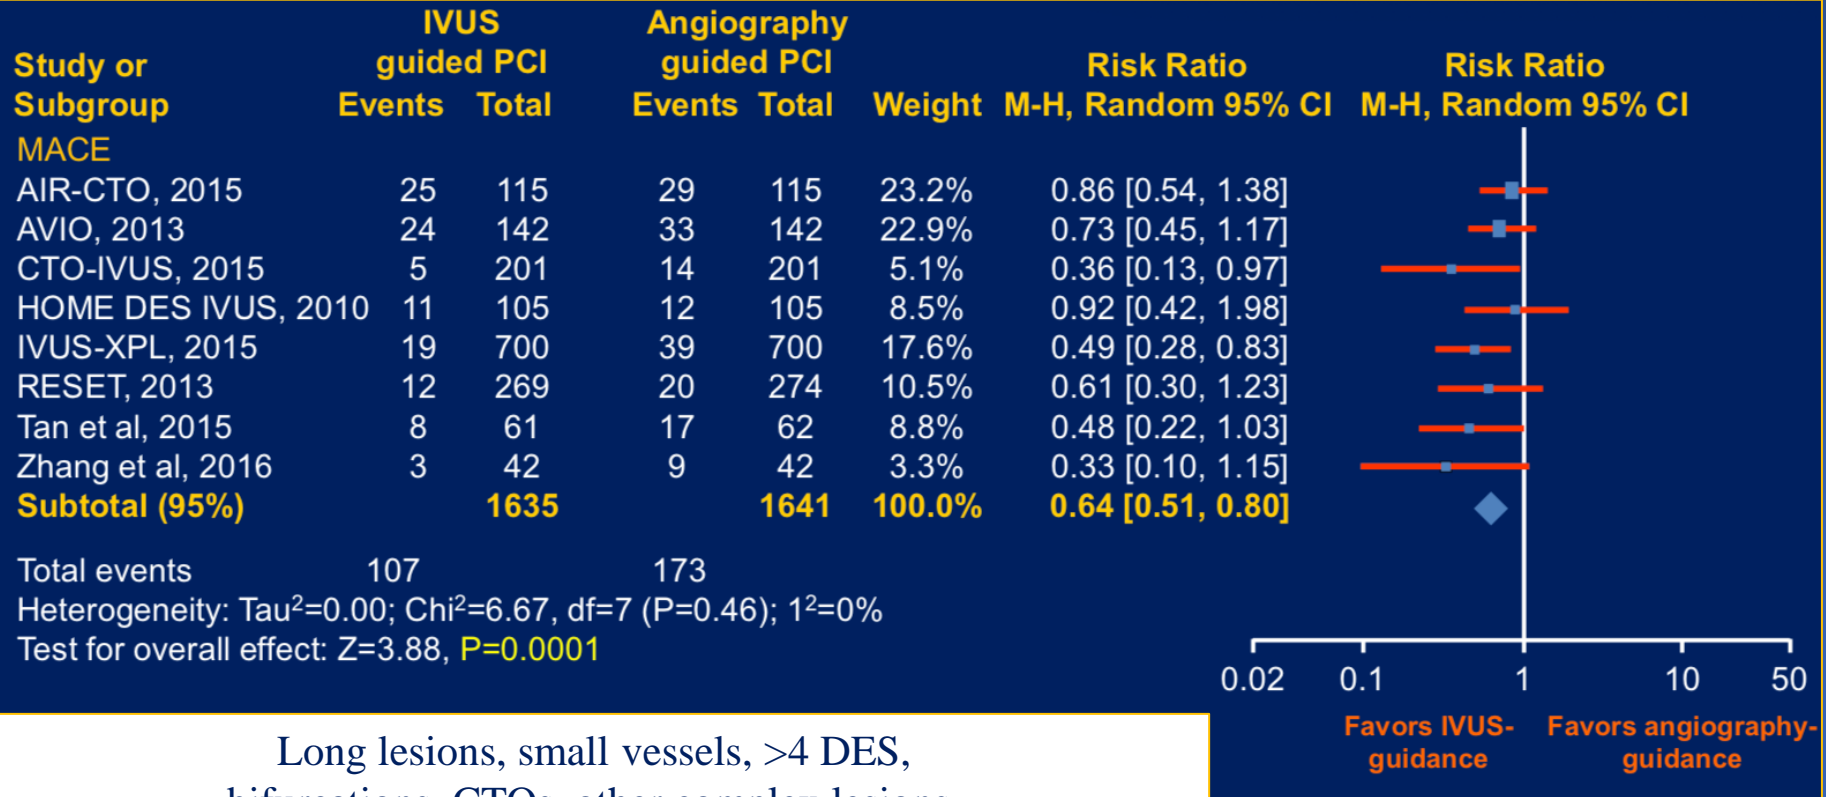 IVUS Angiography
Study or guided PCI guided PCI Risk Ratio Risk Ratio
Subgroup Events Total Events Total Weight M-H, Random 95% CI M-H, Random 95% CI
MACE
AIR-CTO, 2015 25 115 29 115 23.2% 0.86 [0.54, 1.38]
AVIO, 2013 24 142 33 142 22.9% 0.73 [0.45, 1.17]
CTO-IVUS, 2015 5 201 14 201 5.1% 0.36 [0.13, 0.97]
HOME DES IVUS, 2010 11 105 12 105 8.5% 0.92 [0.42, 1.98]
IVUS-XPL, 2015 19 700 39 700 17.6% 0.49 [0.28, 0.83]
RESET, 2013 12 269 20 274 10.5% 0.61 [0.30, 1.23]
Tan et al, 2015 8 61 17 62 8.8% 0.48 [0.22, 1.03]
Zhang et al, 2016 3 42 9 42 3.3% 0.33 [0.10, 1.15]
Subtotal (95%) 1635 1641 100.0% 0.64 [0.51, 0.80]
Total events 107 173
Heterogeneity: Tau²=0.00; Chi²=6.67, df=7 (P=0.46); 1²=0%
Test for overall effect: Z=3.88, P=0.0001
0.02 0.1 1 10 50
Favors IVUS- Favors angiography-
guidance guidance
Long lesions, small vessels, >4 DES,
bifurcations, CTOs, other complex lesions